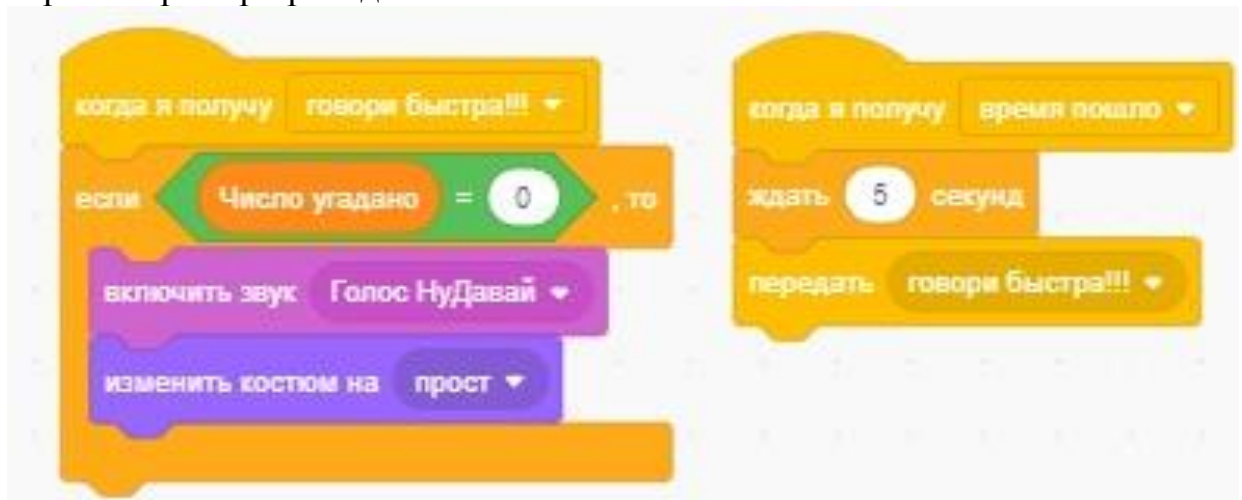 когда я получу говори быстра!!!
если Число угадано = 0 , то
включить звук Голос НуДавай
изменить костюм на прост
когда я получу время пошло
ждать 5 секунд
передать говори быстра!!!